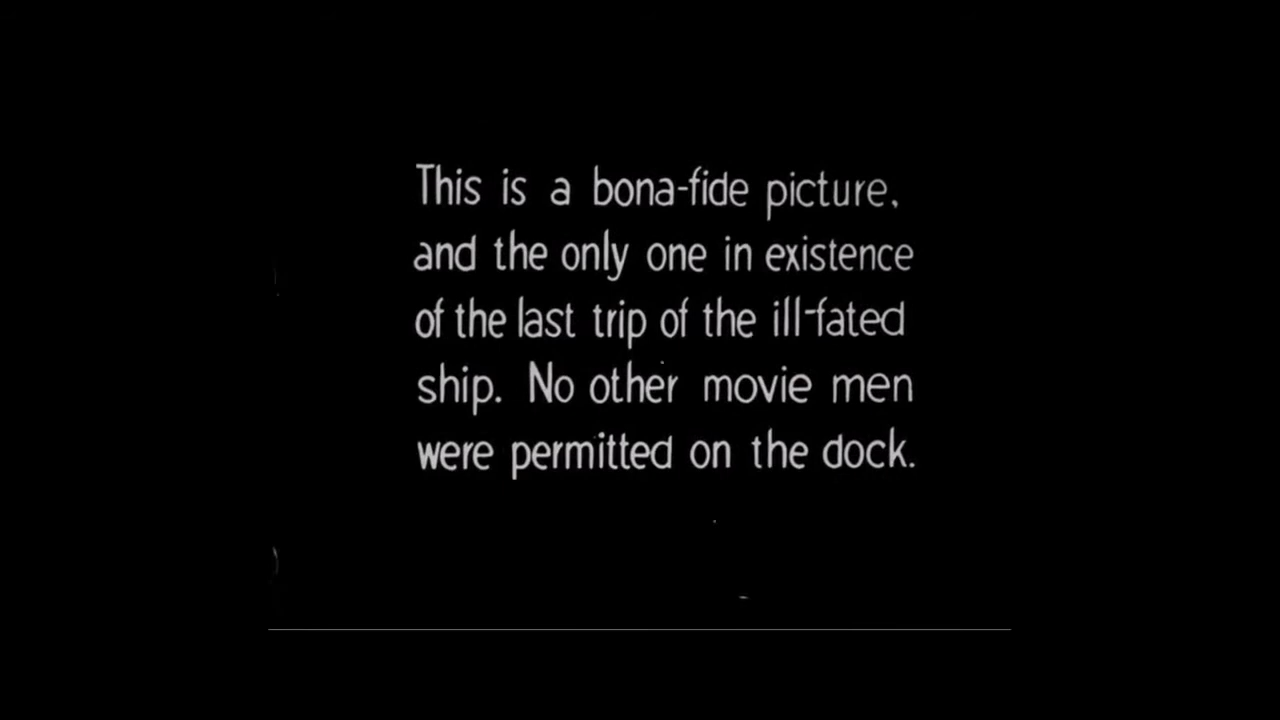 This is a bona-fide picture,
and the only one in existence
of the last trip of the ill-fated
ship. No other movie men
were permitted on the dock.